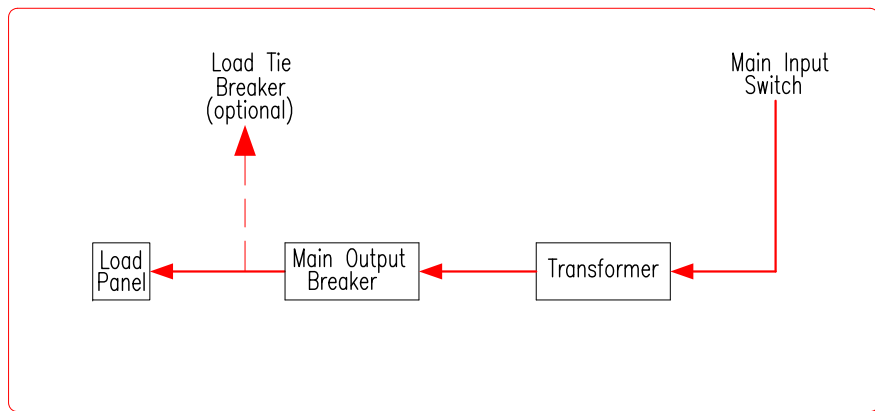 Load Tie
Breaker
(optional)
Main Input
Switch
Load
Panel
Main Output
Breaker
Transformer